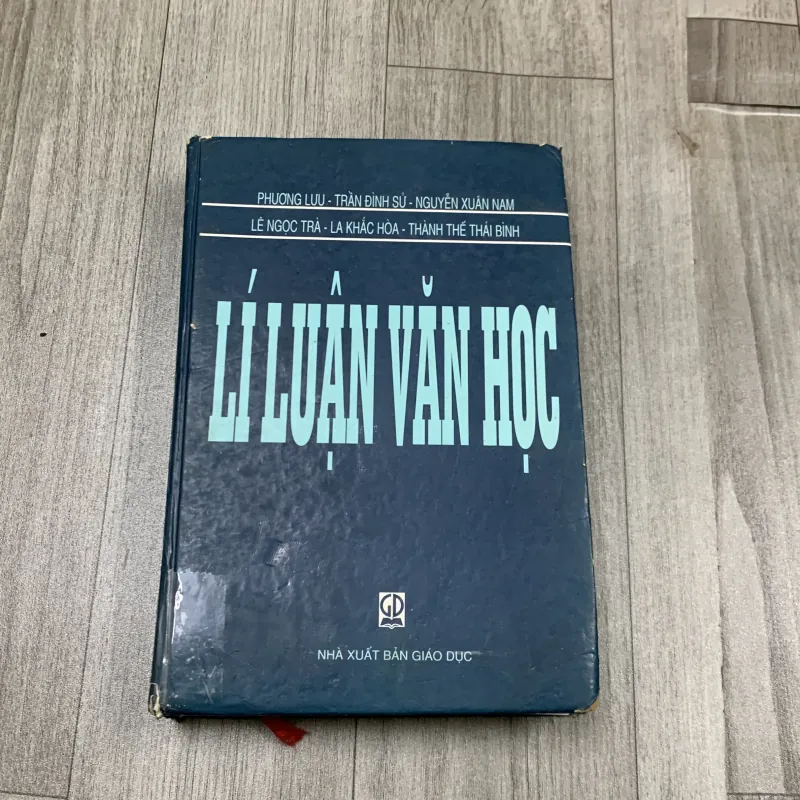 PHƯƠNG LỰU - TRẦN ĐÌNH SỬ - NGUYỄN XUÂN NAM
LÊ NGỌC TRÀ - LA KHẮC HÒA - THÀNH THẾ THÁI BÌNH
LÍ LUẬN VĂN HỌC
GD
NHÀ XUẤT BẢN GIÁO DỤC